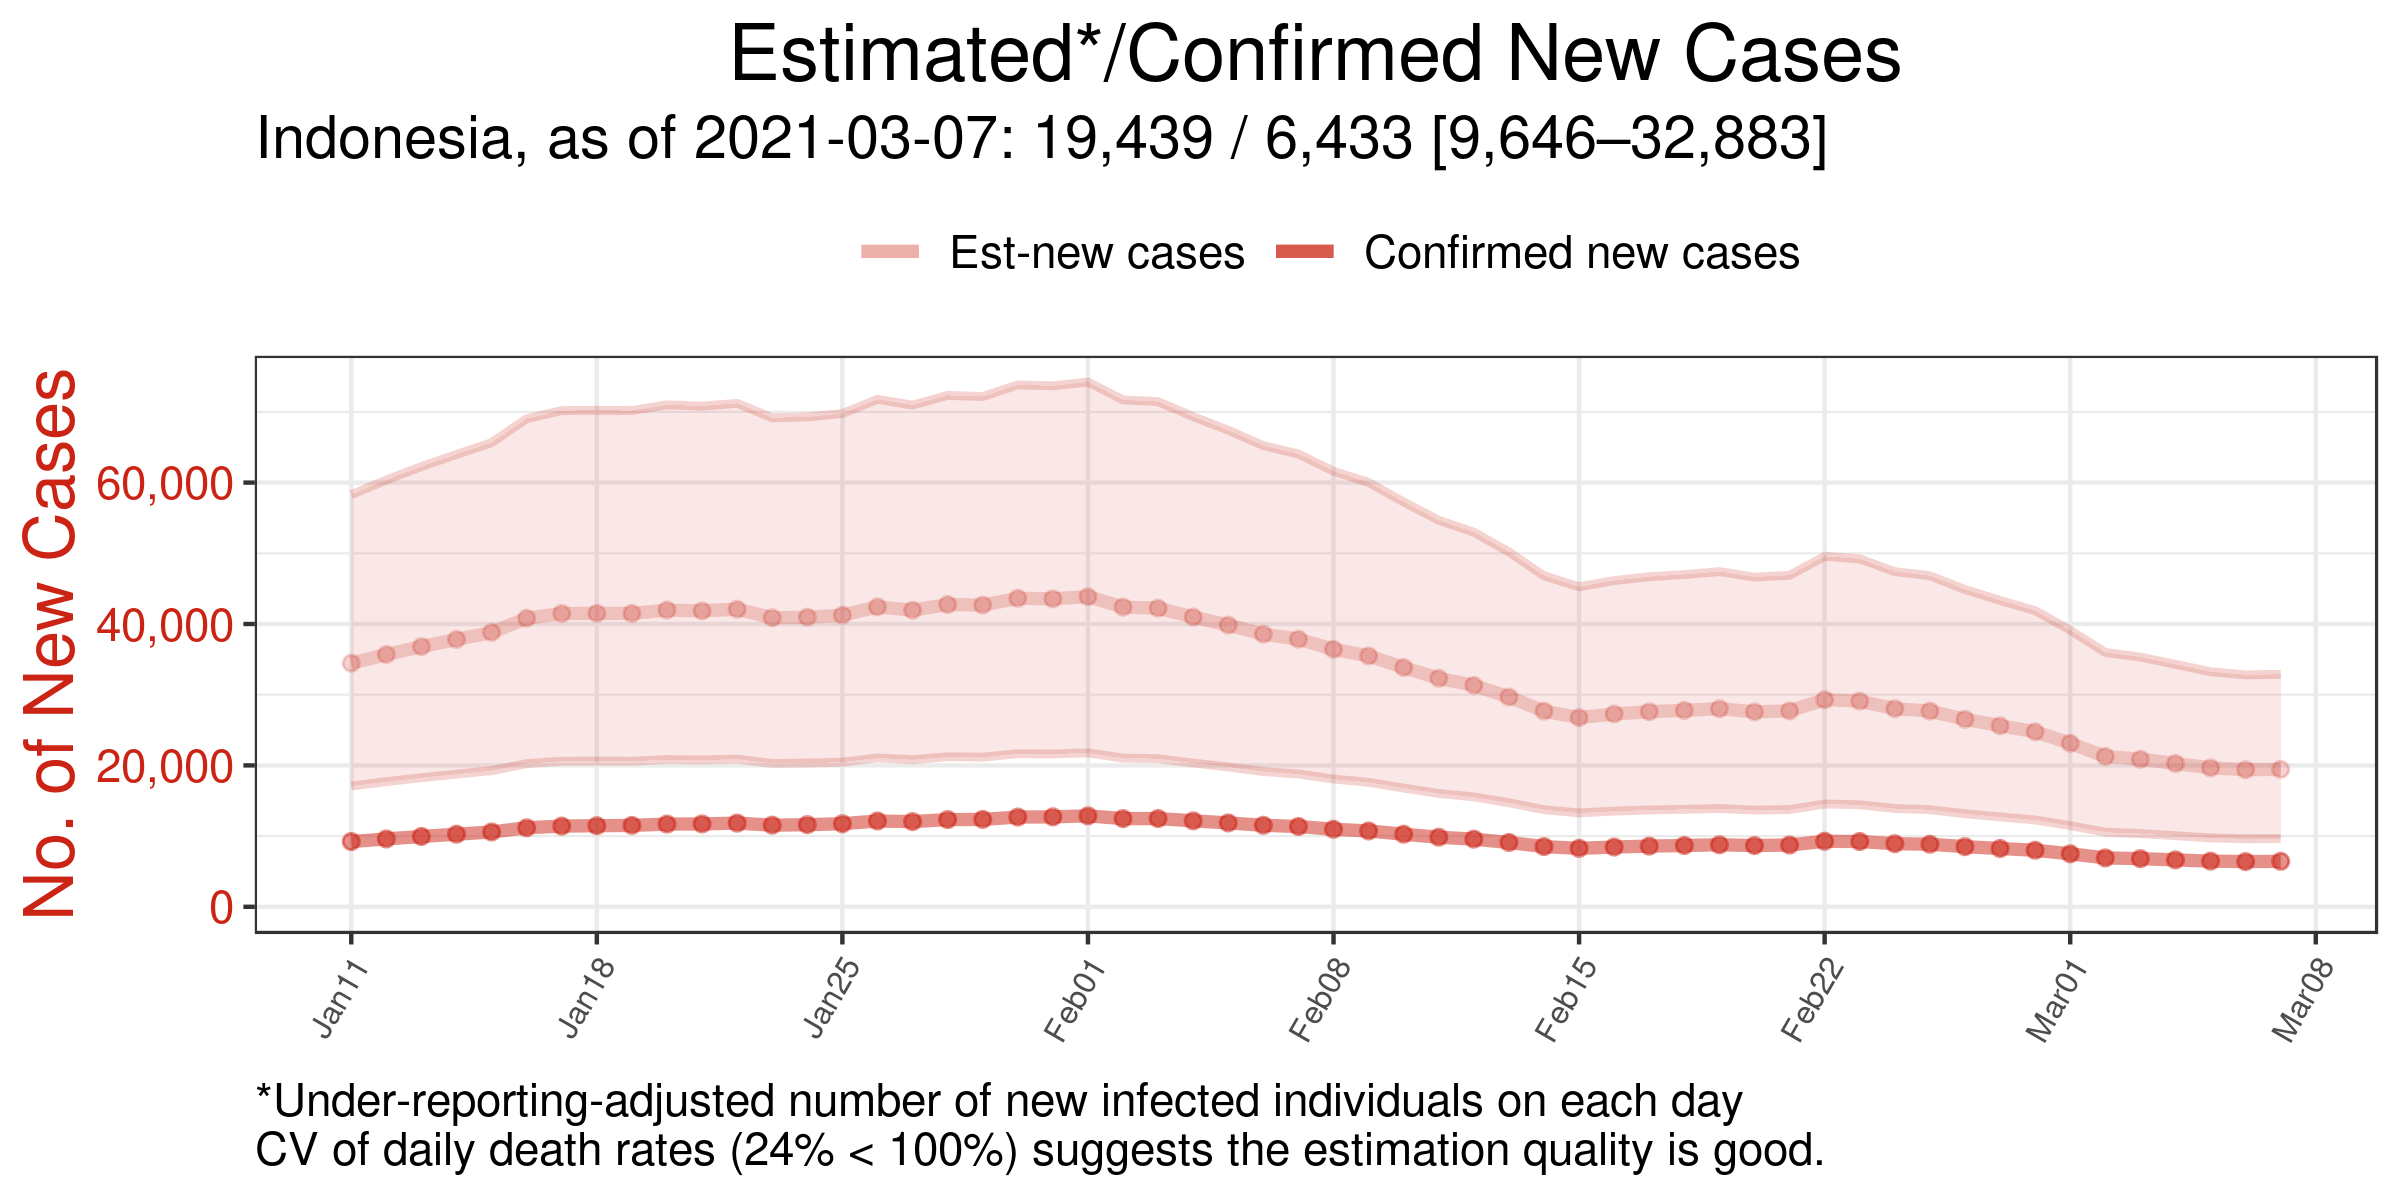 Estimated*/Confirmed New Cases
Indonesia, as of 2021-03-07: 19,439 / 6,433 [9,646–32,883]
Est-new cases
Confirmed new cases
No. of New Cases
60,000
40,000
20,000
0
Jan11
Jan18
Jan25
Feb01
Feb08
Feb15
Feb22
Mar01
Mar08
*Under-reporting-adjusted number of new infected individuals on each day
CV of daily death rates (24% < 100%) suggests the estimation quality is good.